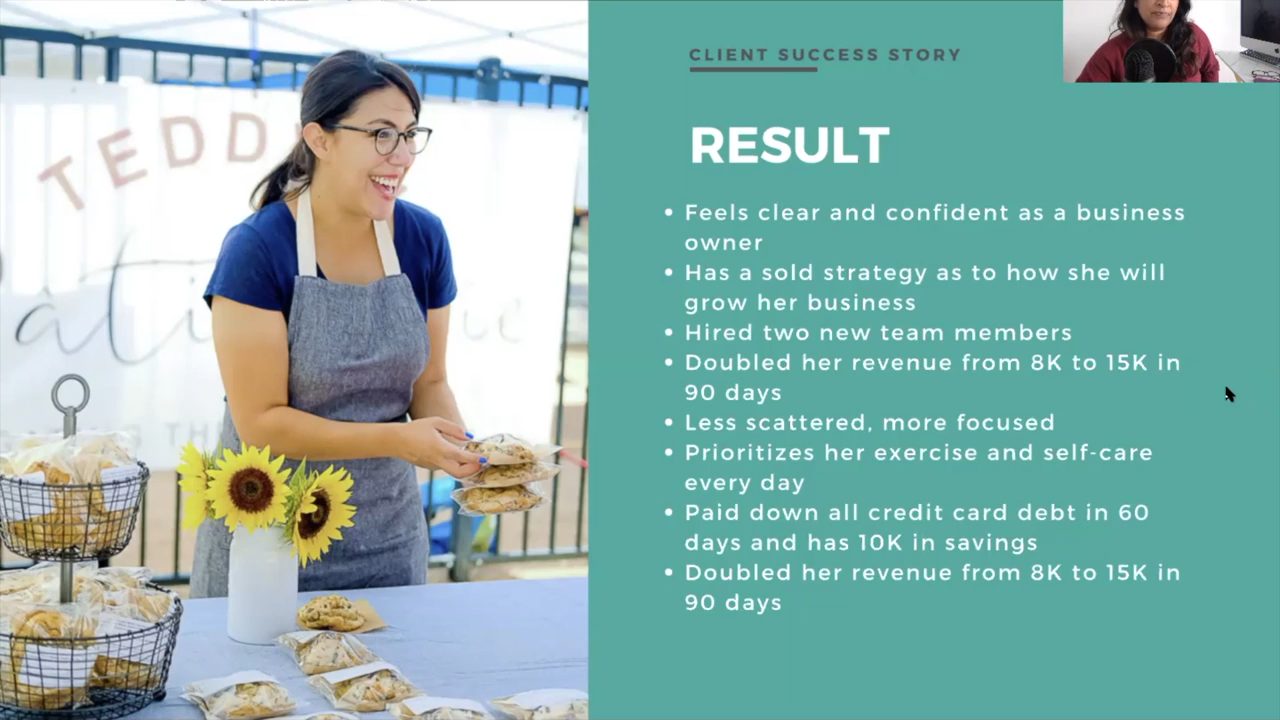 CLIENT SUCCESS STORY
RESULT
• Feels clear and confident as a business
owner
• Has a sold strategy as to how she will
grow her business
• Hired two new team members
• Doubled her revenue from 8K to 15K in
90 days
• Less scattered, more focused
• Prioritizes her exercise and self-care
every day
• Paid down all credit card debt in 60
days and has 10K in savings
• Doubled her revenue from 8K to 15K in
90 days